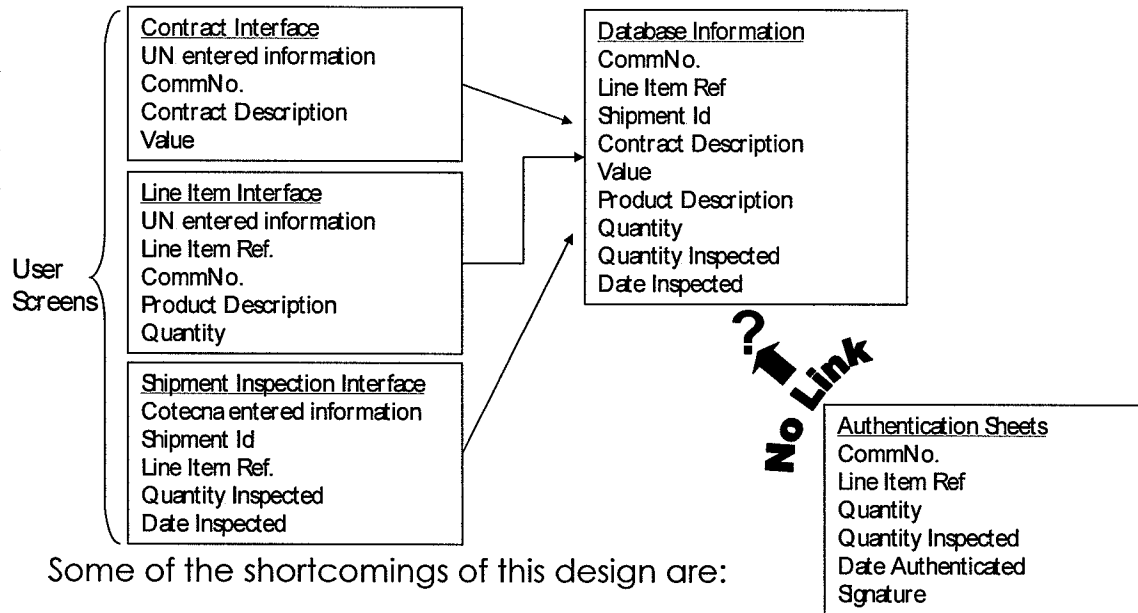 Contract Interface
UN entered information
CommNo.
Contract Description
Value
Line Item Interface
UN entered information
Line Item Ref.
CommNo.
Product Description
Quantity
Shipment Inspection Interface
Cotecna entered information
Shipment Id
Line Item Ref.
Quantity Inspected
Date Inspected
User
Screens
Database Information
CommNo.
Line Item Ref
Shipment Id
Contract Description
Value
Product Description
Quantity
Quantity Inspected
Date Inspected
?
No Link
Authentication Sheets
CommNo.
Line Item Ref
Quantity
Quantity Inspected
Date Authenticated
Signature
Some of the shortcomings of this design are: